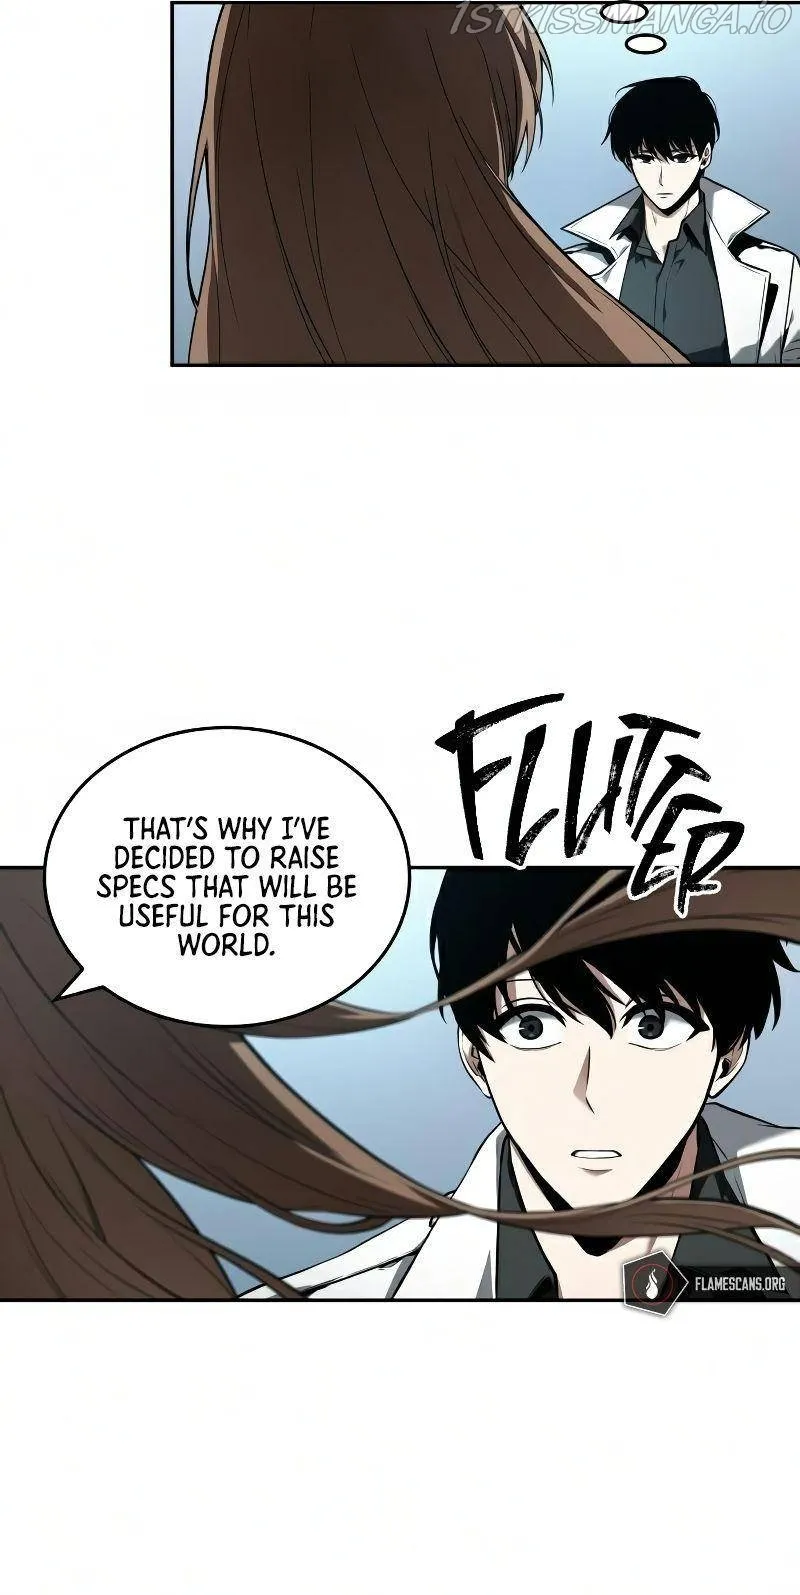 1STKISSMANGA.IO
FLUTTER
THAT'S WHY I'VE
DECIDED TO RAISE
SPECS THAT WILL BE
USEFUL FOR THIS
WORLD.
FLAMESCANS.ORG